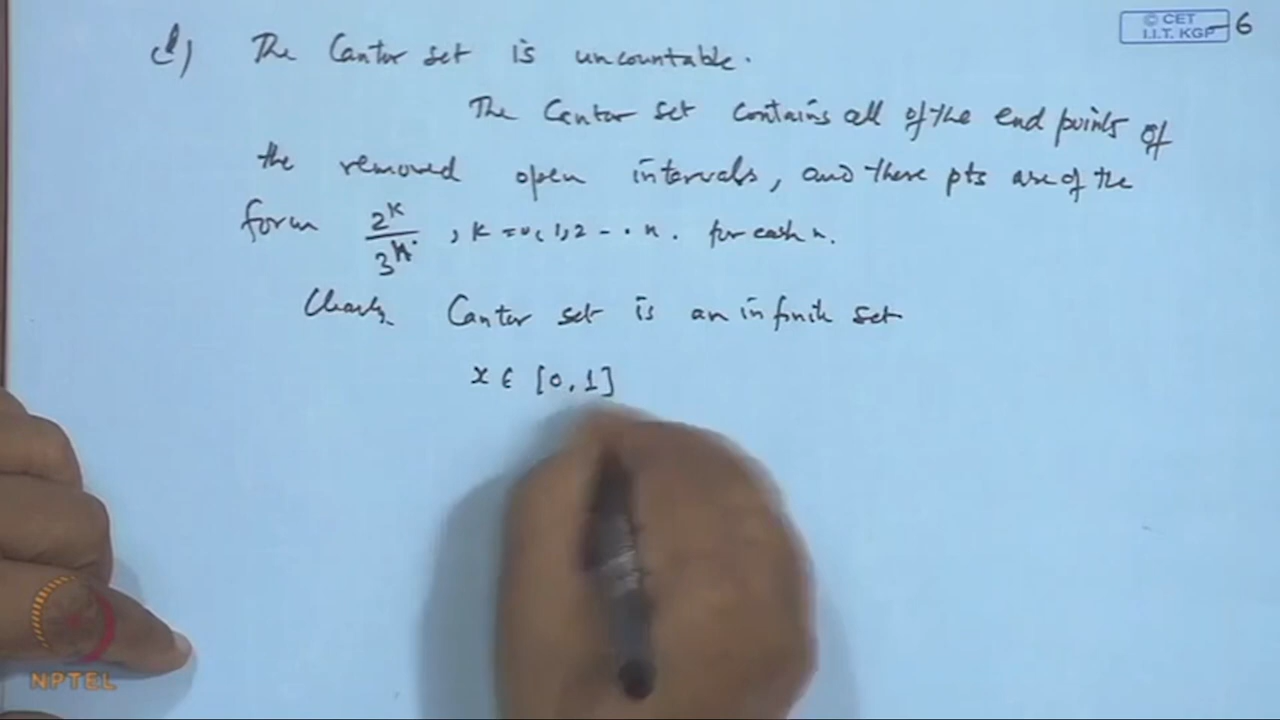 © CET
I.I.T. KGP
-6
d) The Cantor set is uncountable.
The Cantor set contains all of the end points of
the removed open intervals, and these pts are of the
form 2^k/3^n, k=0,1,2--..n. for each n.
Clearly Cantor set is an infinite set
x ∈ [0,1]
NPTEL